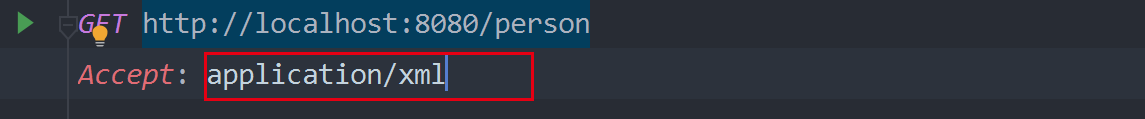 GET http://localhost:8080/person
Accept: application/xml